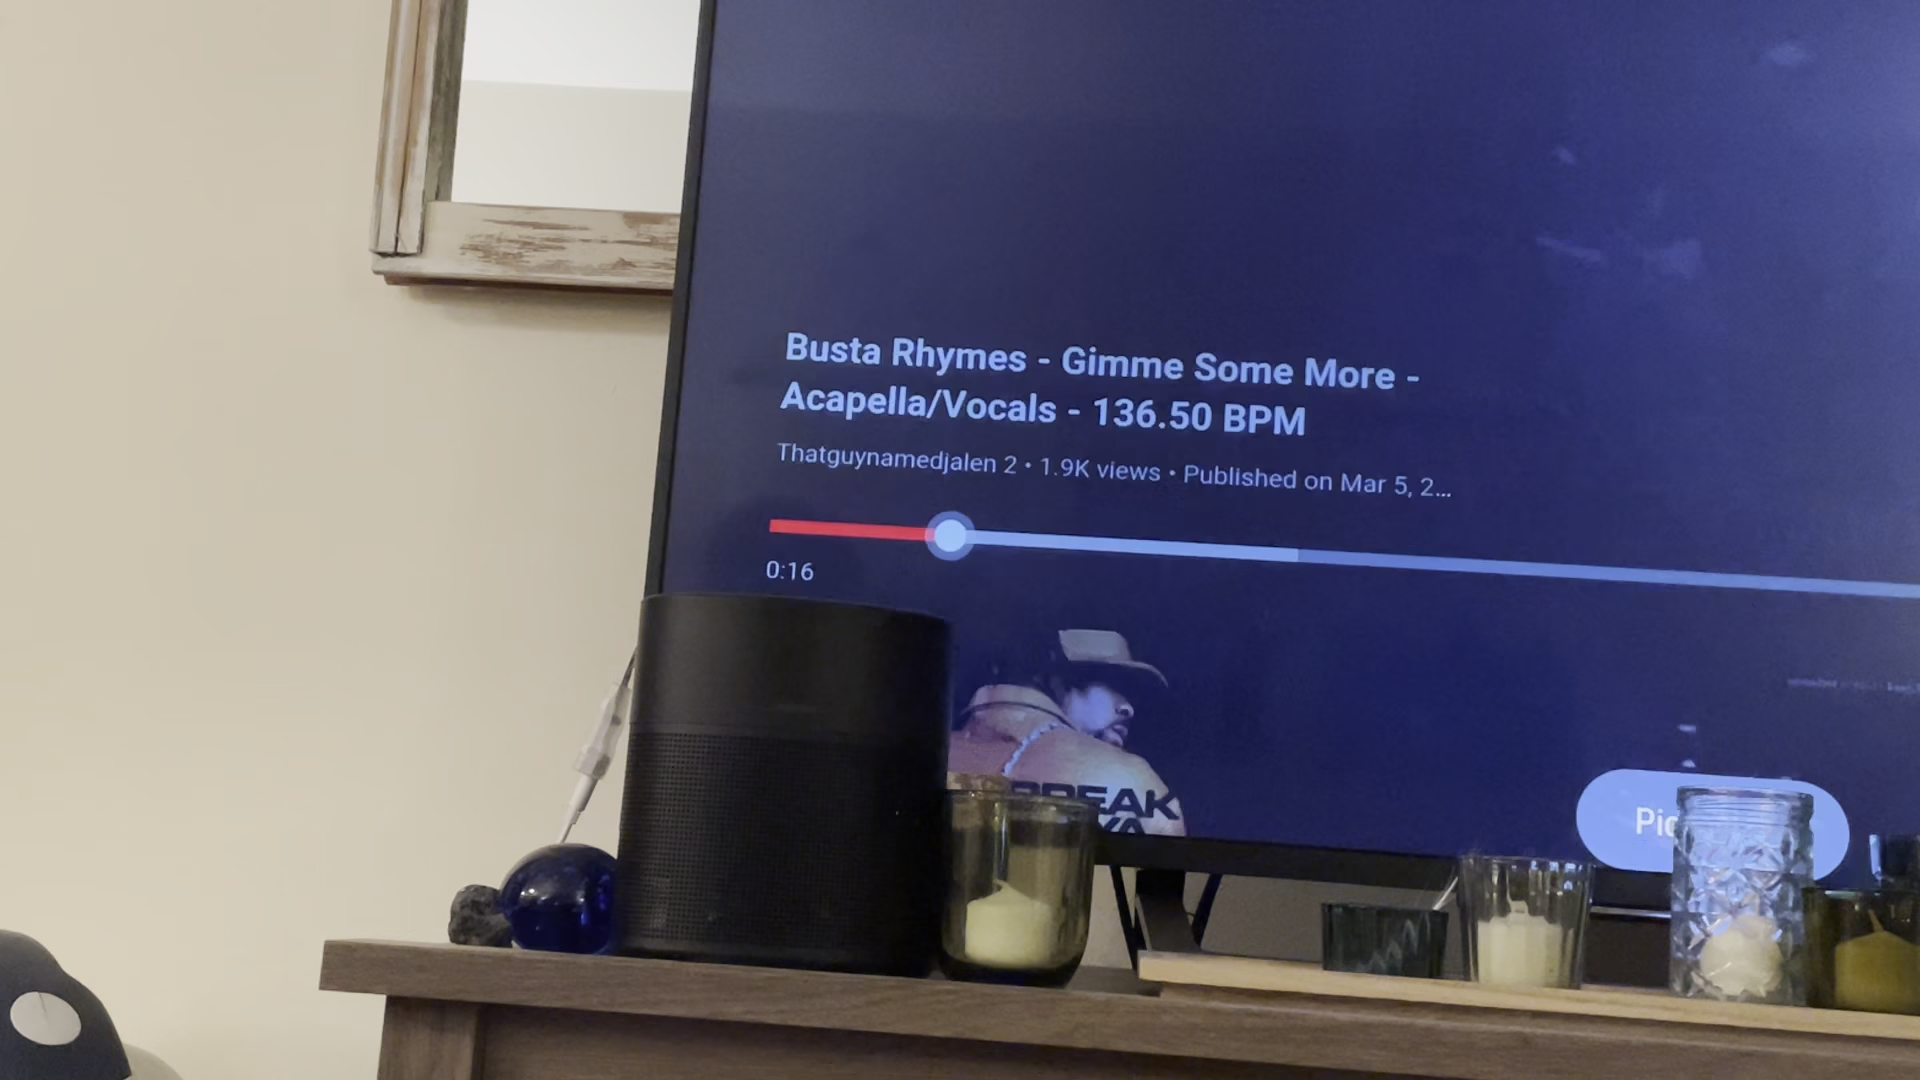 Busta Rhymes - Gimme Some More -
Acapella/Vocals - 136.50 BPM
Thatguynamedjalen 2 • 1.9K views • Published on Mar 5, 2...
0:16